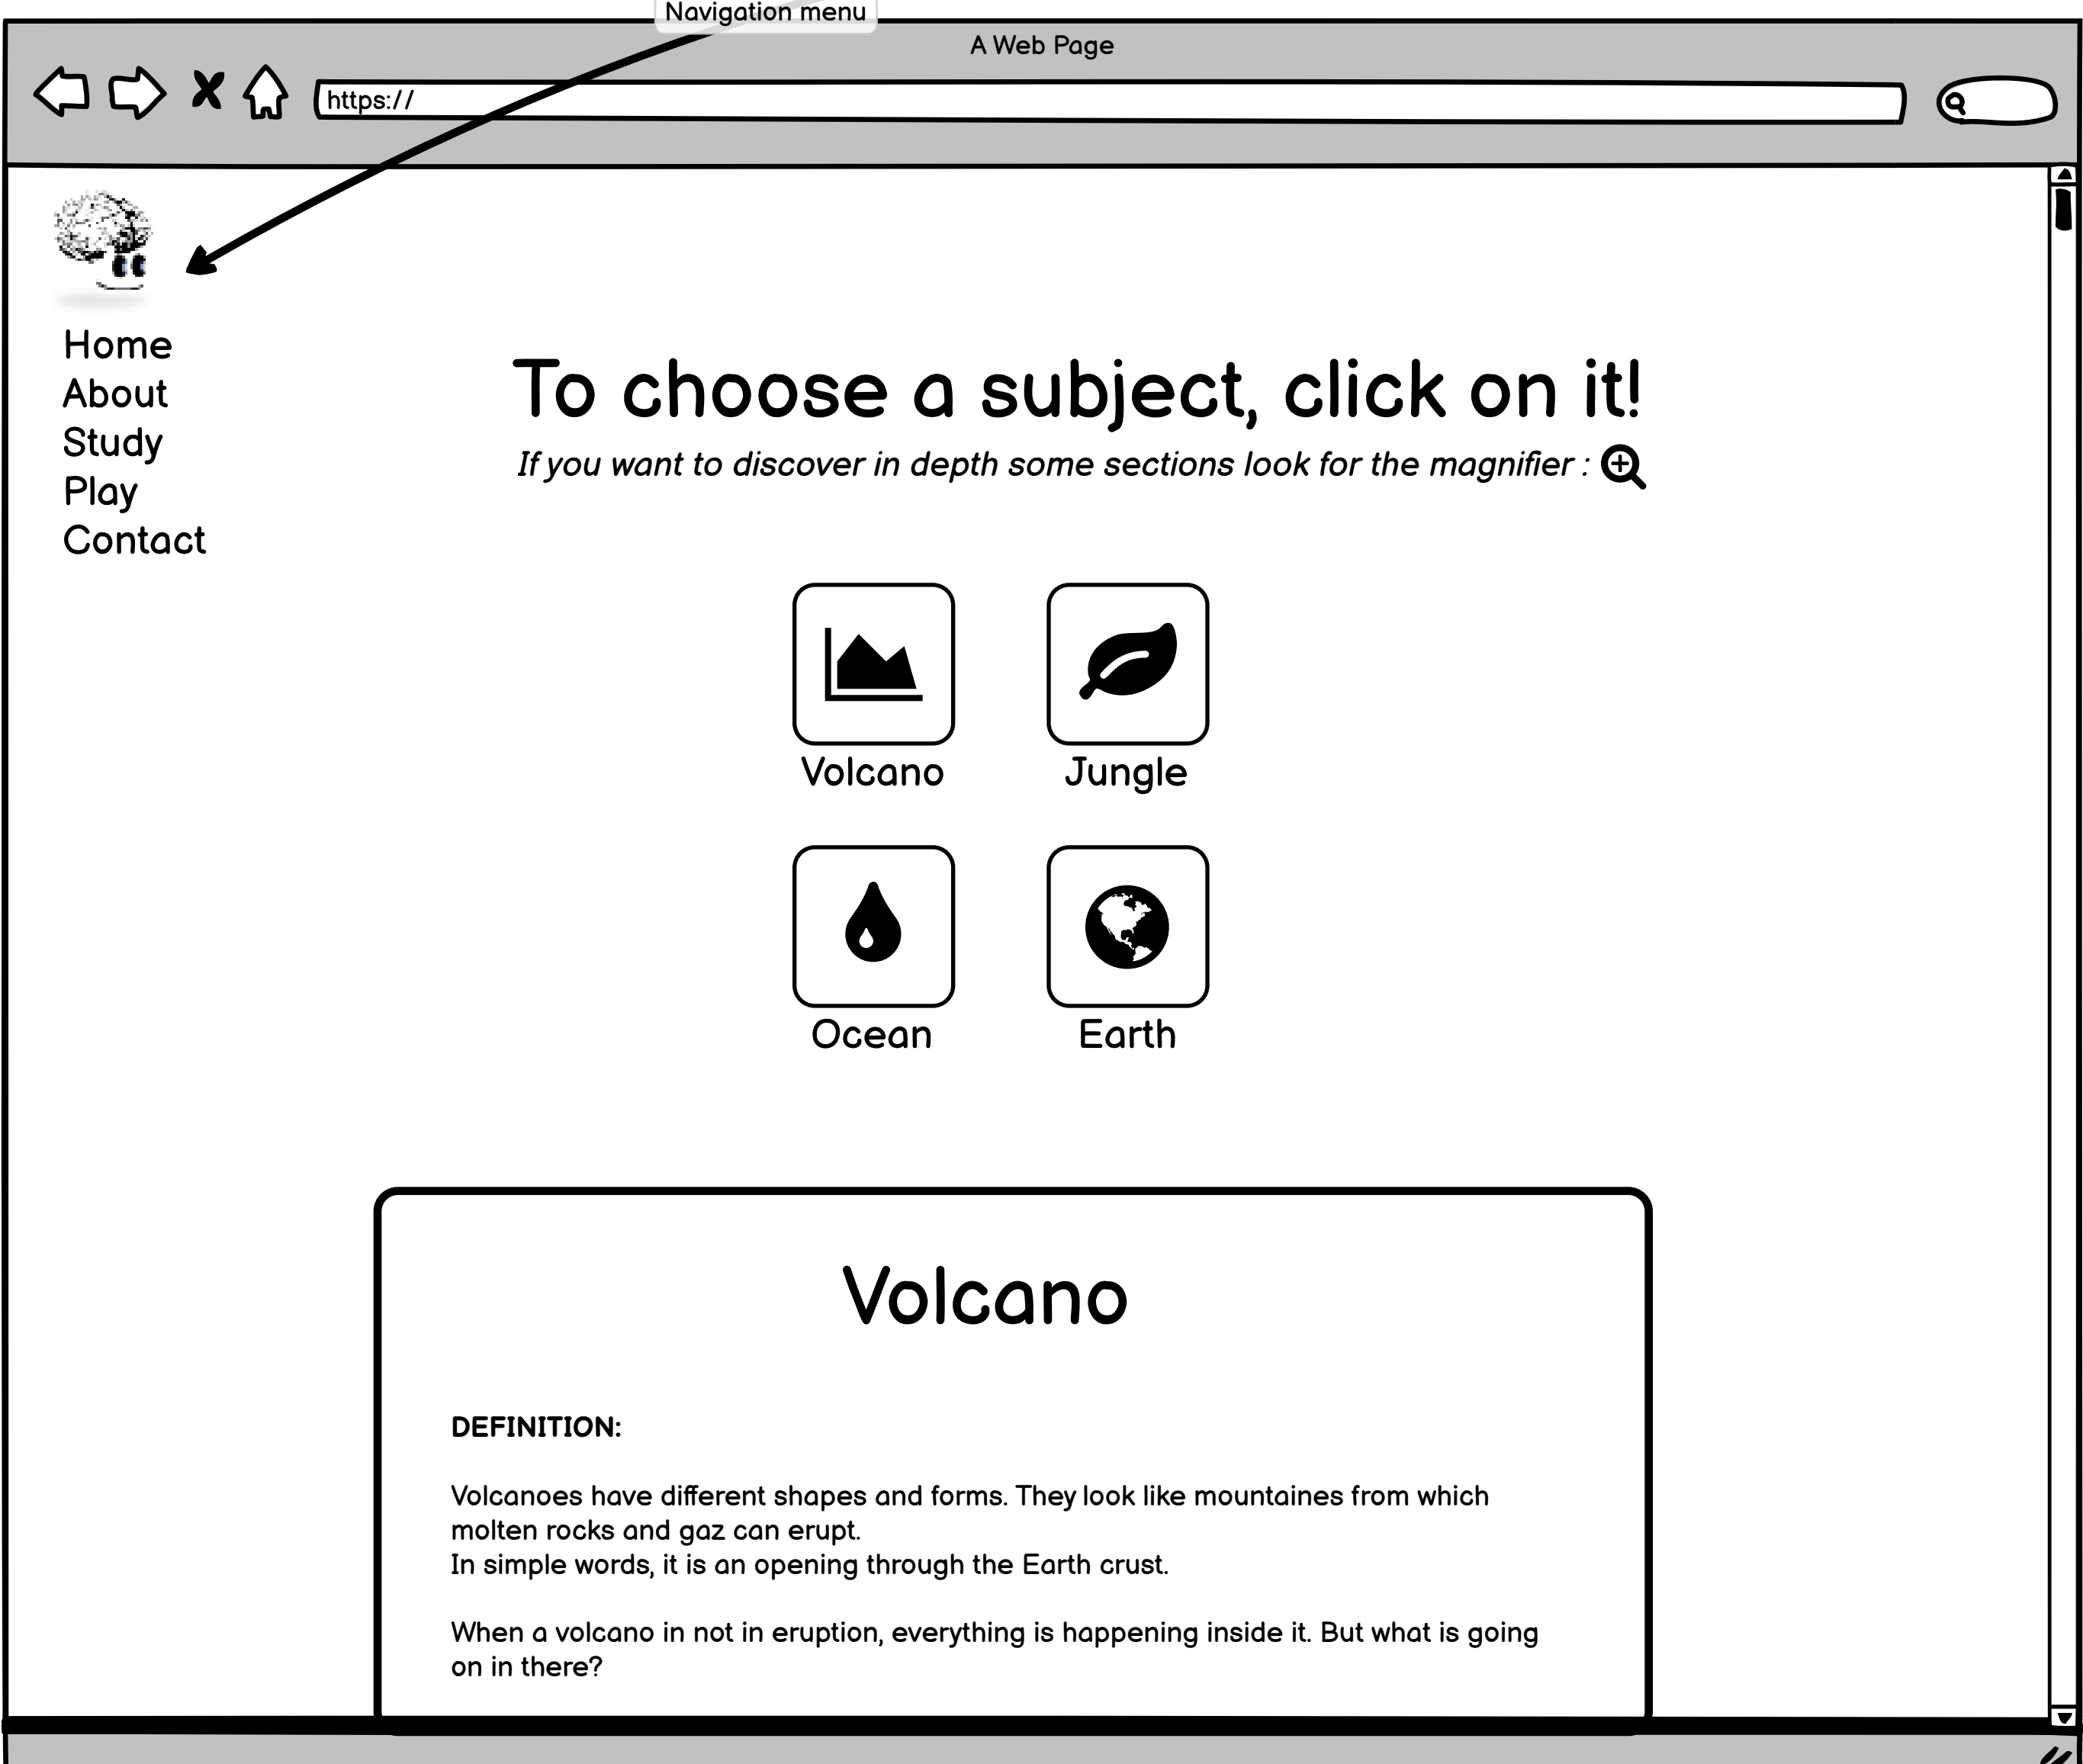 Navigation menu
A Web Page
https://
Home
About
Study
Play
Contact
To choose a subject, click on it!
If you want to discover in depth some sections look for the magnifier :
Volcano
Jungle
Ocean
Earth
Volcano
DEFINITION:
Volcanoes have different shapes and forms. They look like mountaines from which
molten rocks and gaz can erupt.
In simple words, it is an opening through the Earth crust.
When a volcano in not in eruption, everything is happening inside it. But what is going
on in there?